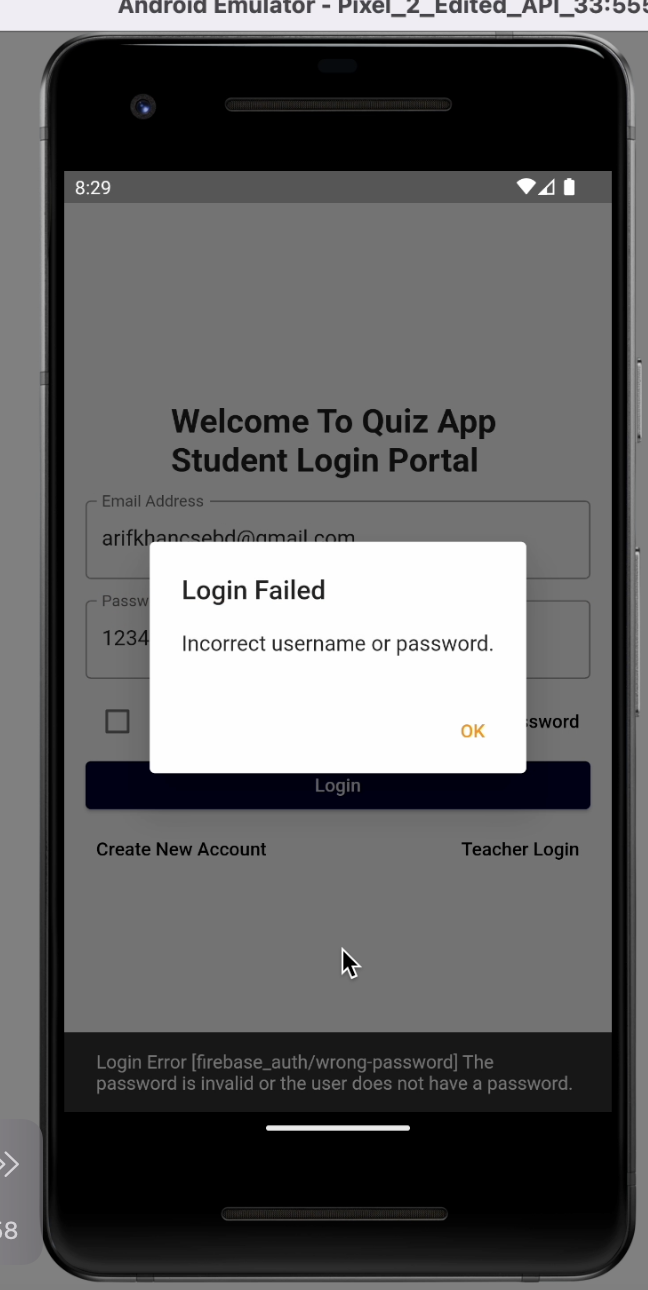 Android Emulator - Pixel_2_Edited_API_33:555
8:29
Welcome To Quiz App
Student Login Portal
Email Address
arifkhancsebd@gmail.com
Passw
1234
Login Failed
Incorrect username or password.
OK
sword
Login
Create New Account
Teacher Login
Login Error [firebase_auth/wrong-password] The
password is invalid or the user does not have a password.
58